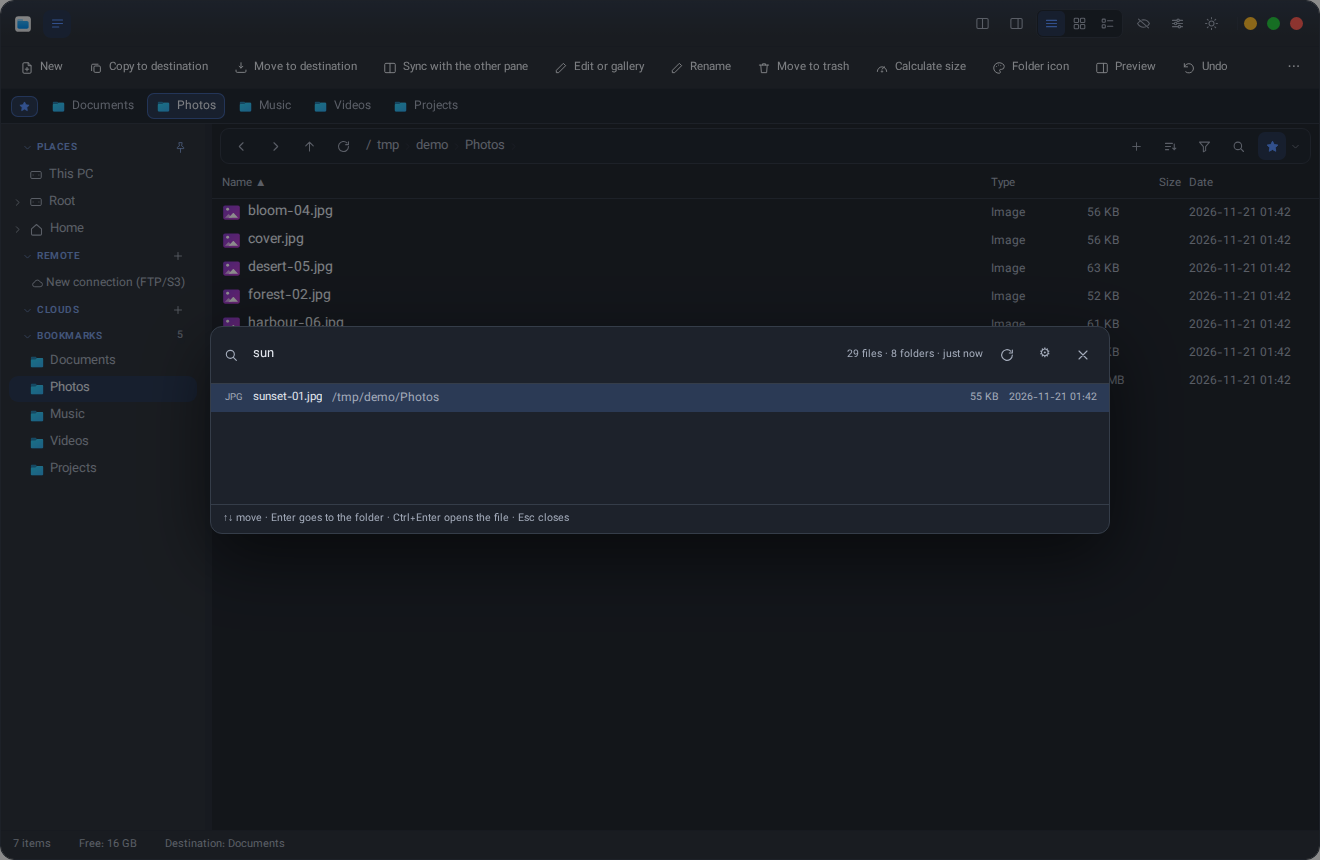 New Copy to destination Move to destination Sync with the other pane Edit or gallery Rename Move to trash Calculate size Folder icon Preview Undo ...
Documents Photos Music Videos Projects
PLACES
This PC
Root
Home
REMOTE
New connection (FTP/S3)
CLOUDS
BOOKMARKS 5
Documents
Photos
Music
Videos
Projects
/ tmp demo Photos
Name ▲ Type Size Date
bloom-04.jpg Image 56 KB 2026-11-21 01:42
cover.jpg Image 56 KB 2026-11-21 01:42
desert-05.jpg Image 63 KB 2026-11-21 01:42
forest-02.jpg Image 52 KB 2026-11-21 01:42
harbour-06.jpg Image 61 KB 2026-11-21 01:42
KB 2026-11-21 01:42
MB 2026-11-21 01:42
sun 29 files · 8 folders · just now
JPG sunset-01.jpg /tmp/demo/Photos 55 KB 2026-11-21 01:42
↑↓ move · Enter goes to the folder · Ctrl+Enter opens the file · Esc closes
7 items Free: 16 GB Destination: Documents